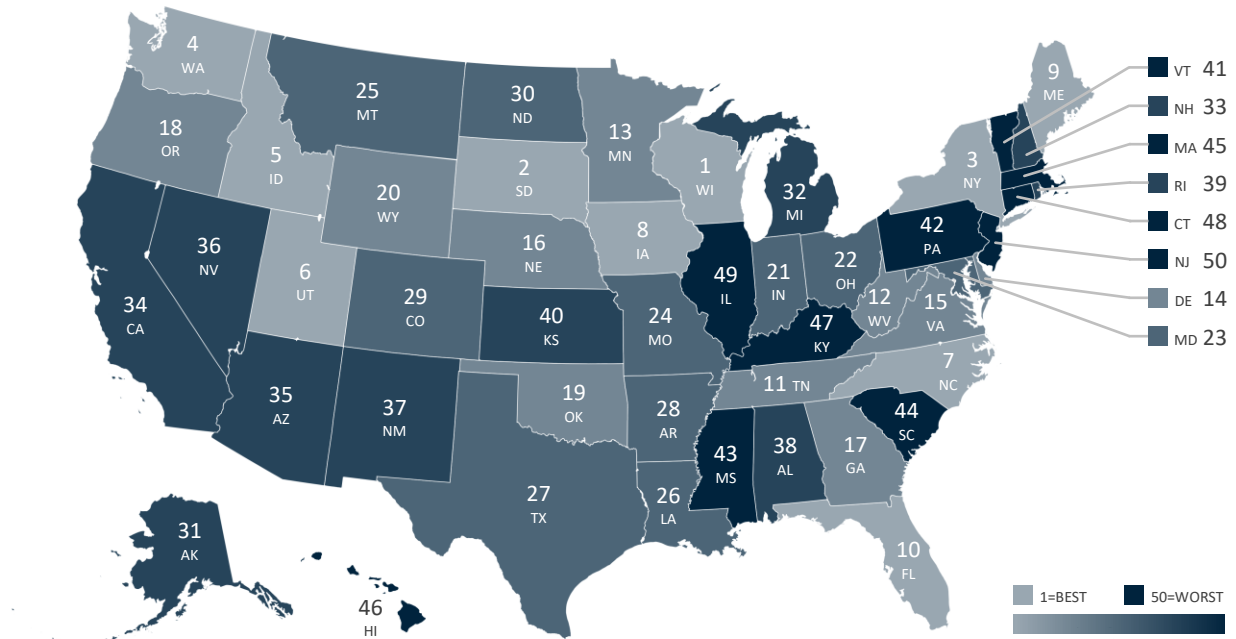 4
WA
18
OR
5
ID
25
MT
30
ND
13
MN
2
SD
20
WY
1
WI
32
MI
3
NY
9
ME
VT 41
NH 33
MA 45
RI 39
CT 48
NJ 50
DE 14
MD 23
36
NV
34
CA
6
UT
29
CO
16
NE
8
IA
49
IL
21
IN
22
OH
42
PA
12
WV
15
VA
40
KS
24
MO
47
KY
7
NC
35
AZ
37
NM
19
OK
28
AR
11 TN
44
SC
43
MS
38
AL
17
GA
27
TX
26
LA
10
FL
31
AK
46
HI
1=BEST
50=WORST